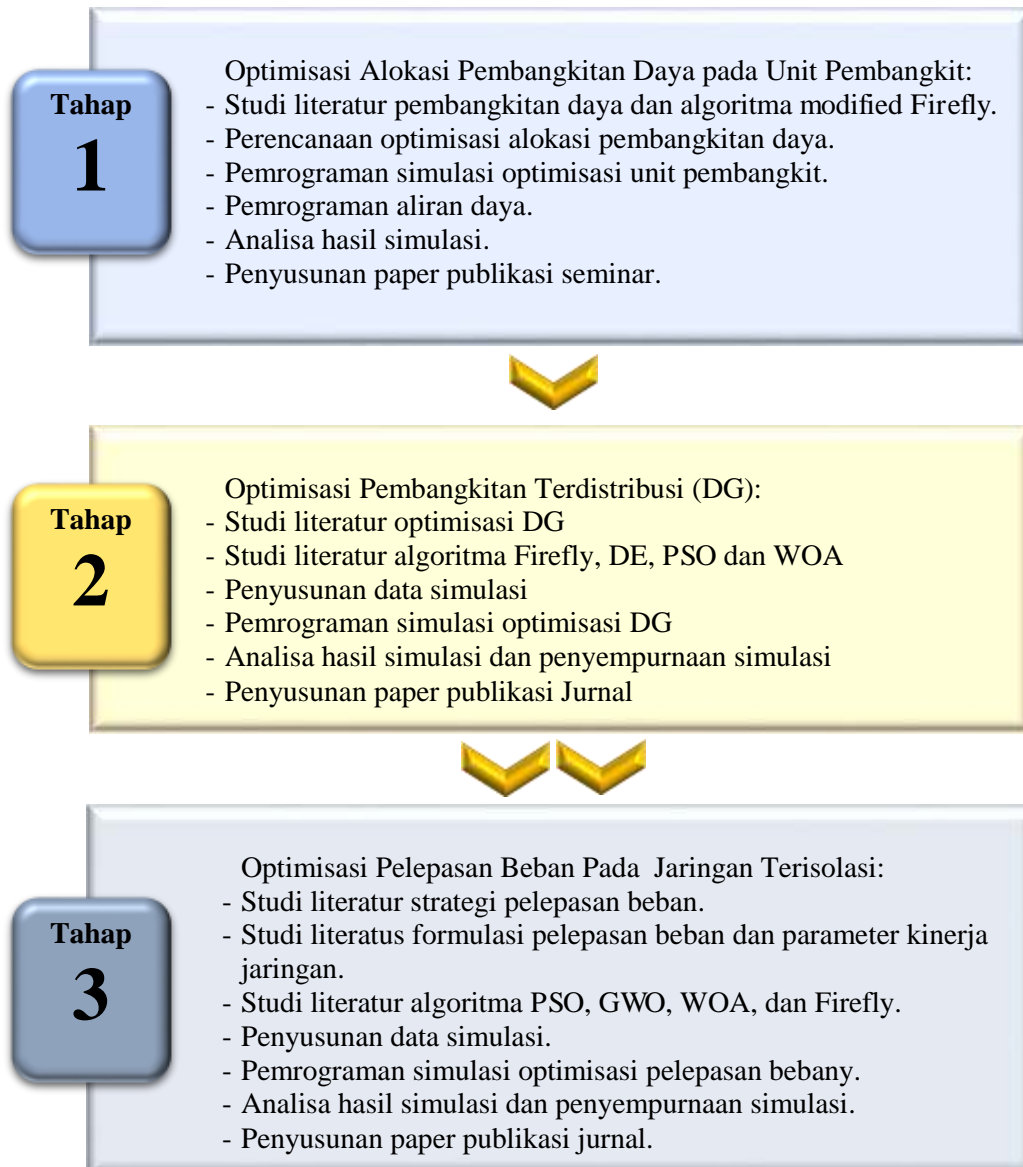 Tahap
1
Optimisasi Alokasi Pembangkitan Daya pada Unit Pembangkit:
- Studi literatur pembangkitan daya dan algoritma modified Firefly.
- Perencanaan optimisasi alokasi pembangkitan daya.
- Pemrograman simulasi optimisasi unit pembangkit.
- Pemrograman aliran daya.
- Analisa hasil simulasi.
- Penyusunan paper publikasi seminar.
Tahap
2
Optimisasi Pembangkitan Terdistribusi (DG):
- Studi literatur optimisasi DG
- Studi literatur algoritma Firefly, DE, PSO dan WOA
- Penyusunan data simulasi
- Pemrograman simulasi optimisasi DG
- Analisa hasil simulasi dan penyempurnaan simulasi
- Penyusunan paper publikasi Jurnal
Tahap
3
Optimisasi Pelepasan Beban Pada Jaringan Terisolasi:
- Studi literatur strategi pelepasan beban.
- Studi literatus formulasi pelepasan beban dan parameter kinerja
jaringan.
- Studi literatur algoritma PSO, GWO, WOA, dan Firefly.
- Penyusunan data simulasi.
- Pemrograman simulasi optimisasi pelepasan bebany.
- Analisa hasil simulasi dan penyempurnaan simulasi.
- Penyusunan paper publikasi jurnal.